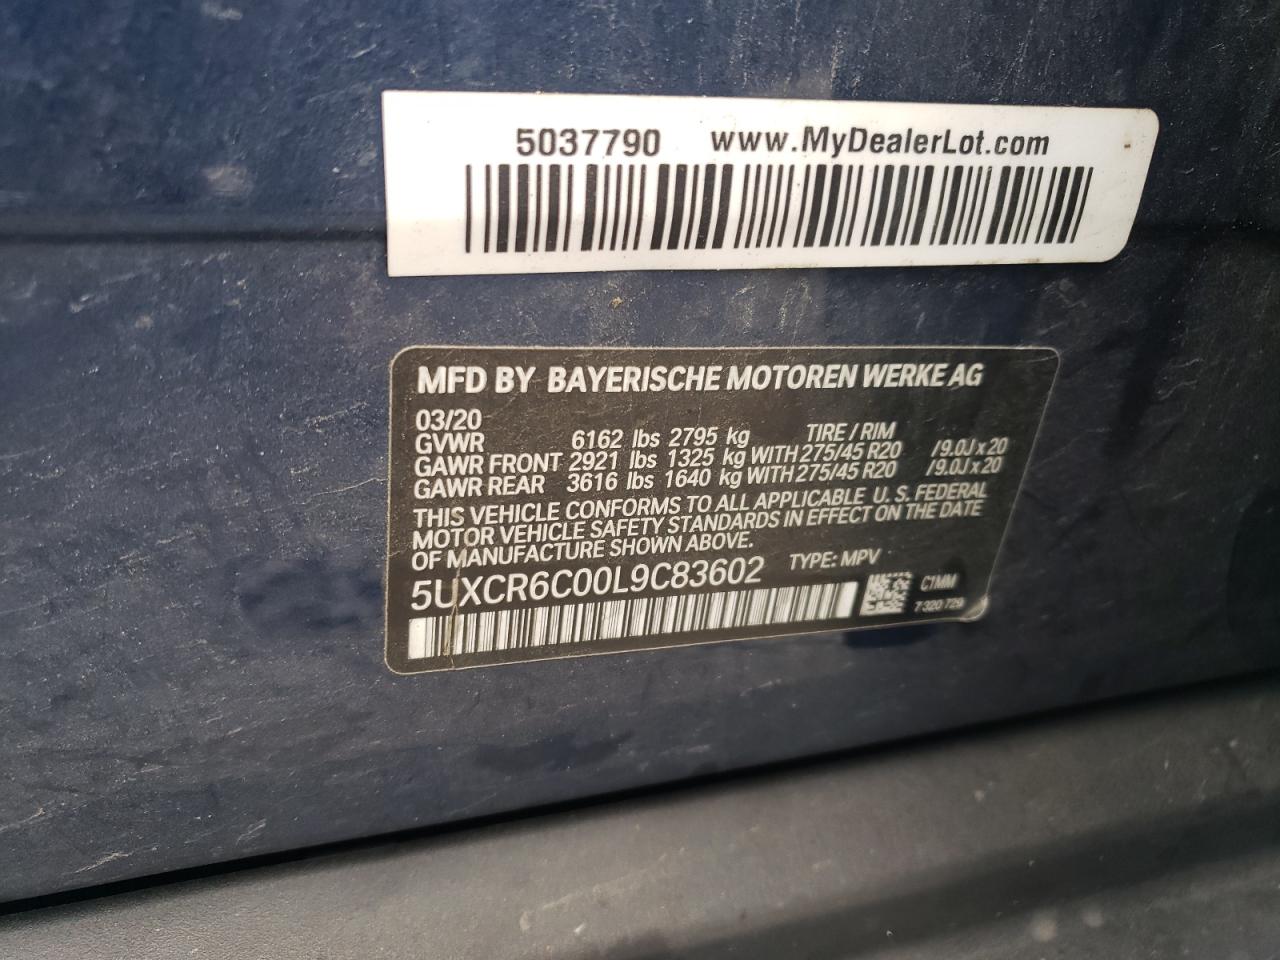 5037790 www.MyDealerLot.com
MFD BY BAYERISCHE MOTOREN WERKE AG
03/20
GVWR 6162 lbs 2795 kg TIRE / RIM
GAWR FRONT 2921 lbs 1325 kg WITH 275/45 R20 /9.0J x 20
GAWR REAR 3616 lbs 1640 kg WITH 275/45 R20 /9.0J x 20
THIS VEHICLE CONFORMS TO ALL APPLICABLE U. S. FEDERAL
MOTOR VEHICLE SAFETY STANDARDS IN EFFECT ON THE DATE
OF MANUFACTURE SHOWN ABOVE.
5UXCR6C00L9C83602 TYPE: MPV
C1MM
7 320 729